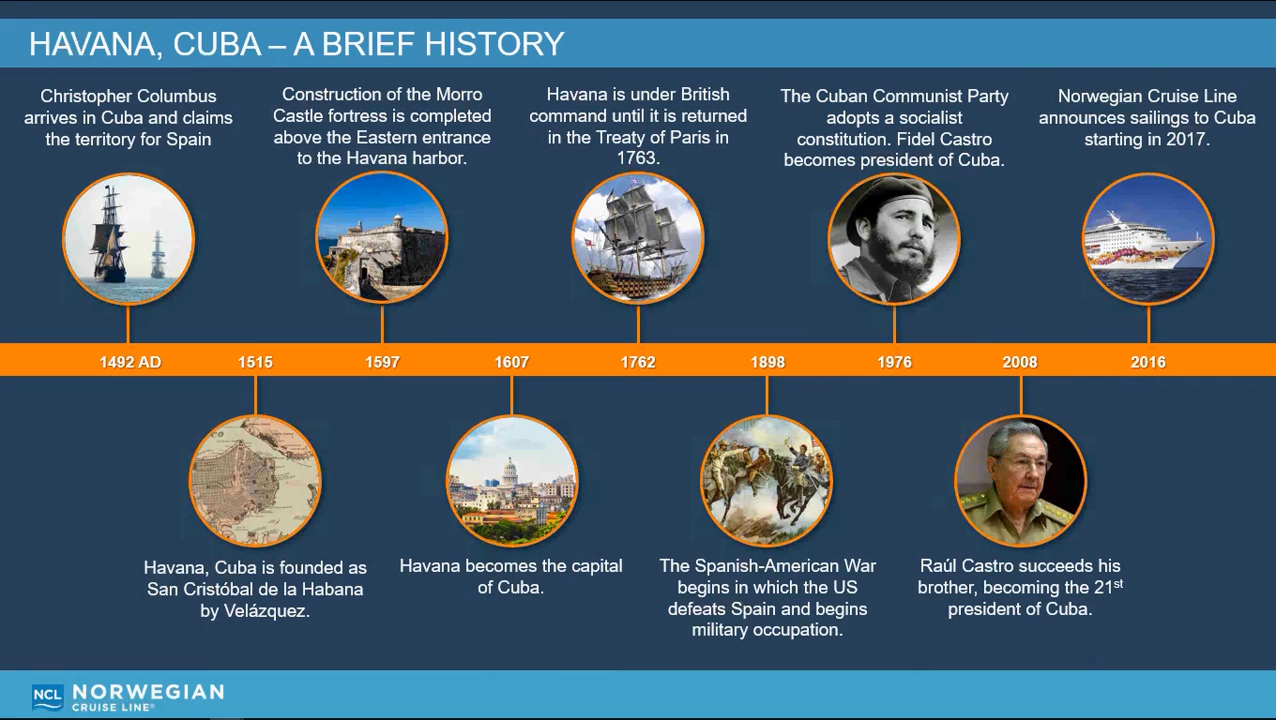 HAVANA, CUBA – A BRIEF HISTORY
Christopher Columbus
arrives in Cuba and claims
the territory for Spain
Construction of the Morro
Castle fortress is completed
above the Eastern entrance
to the Havana harbor.
Havana is under British
command until it is returned
in the Treaty of Paris in
1763.
The Cuban Communist Party
adopts a socialist
constitution. Fidel Castro
becomes president of Cuba.
Norwegian Cruise Line
announces sailings to Cuba
starting in 2017.
1492 AD 1515 1597 1607 1762 1898 1976 2008 2016
Havana, Cuba is founded as
San Cristóbal de la Habana
by Velázquez.
Havana becomes the capital
of Cuba.
The Spanish-American War
begins in which the US
defeats Spain and begins
military occupation.
Raúl Castro succeeds his
brother, becoming the 21st
president of Cuba.
NCL NORWEGIAN
CRUISE LINE®